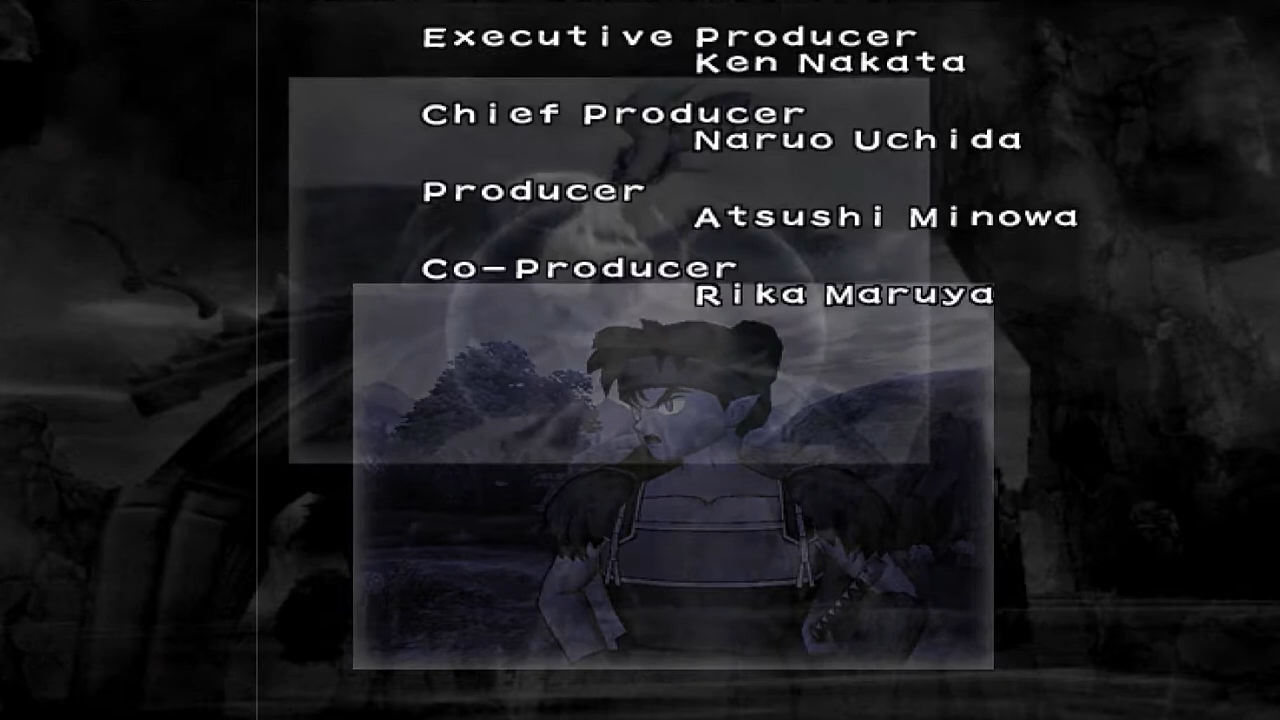 Executive Producer
Ken Nakata
Chief Producer
Naruo Uchida
Producer
Atsushi Minowa
Co-Producer
Rika Maruya